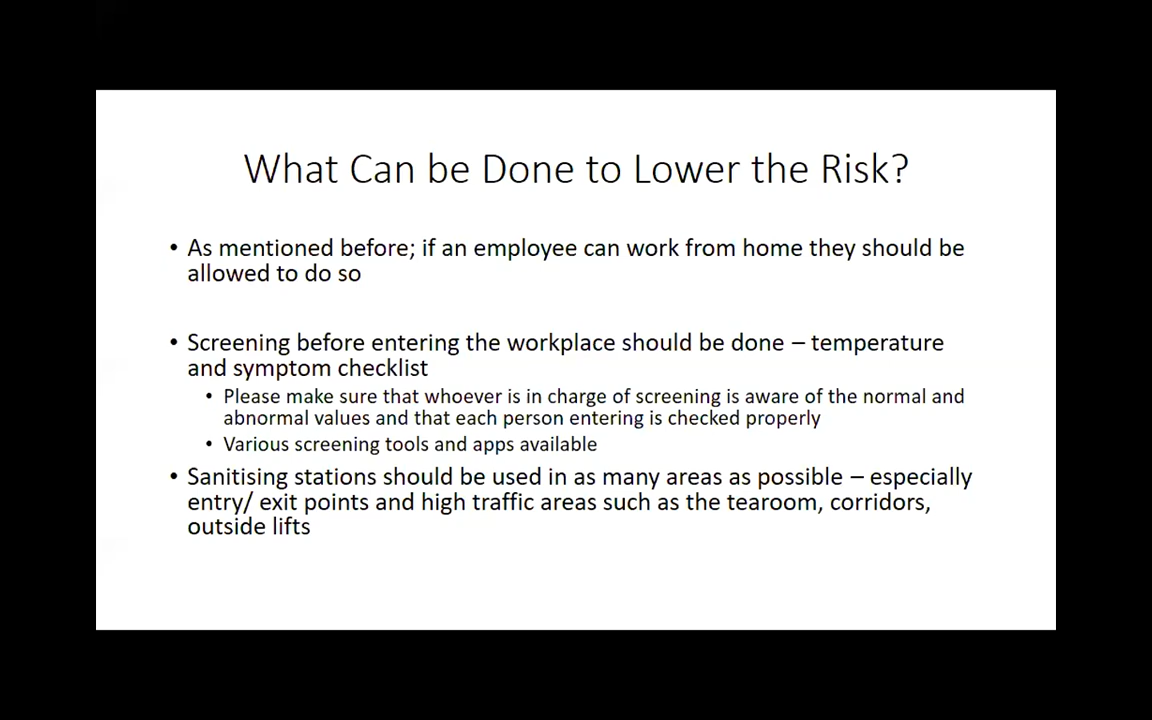 What Can be Done to Lower the Risk?
• As mentioned before; if an employee can work from home they should be
allowed to do so
• Screening before entering the workplace should be done – temperature
and symptom checklist
• Please make sure that whoever is in charge of screening is aware of the normal and
abnormal values and that each person entering is checked properly
• Various screening tools and apps available
• Sanitising stations should be used in as many areas as possible – especially
entry/ exit points and high traffic areas such as the tearoom, corridors,
outside lifts